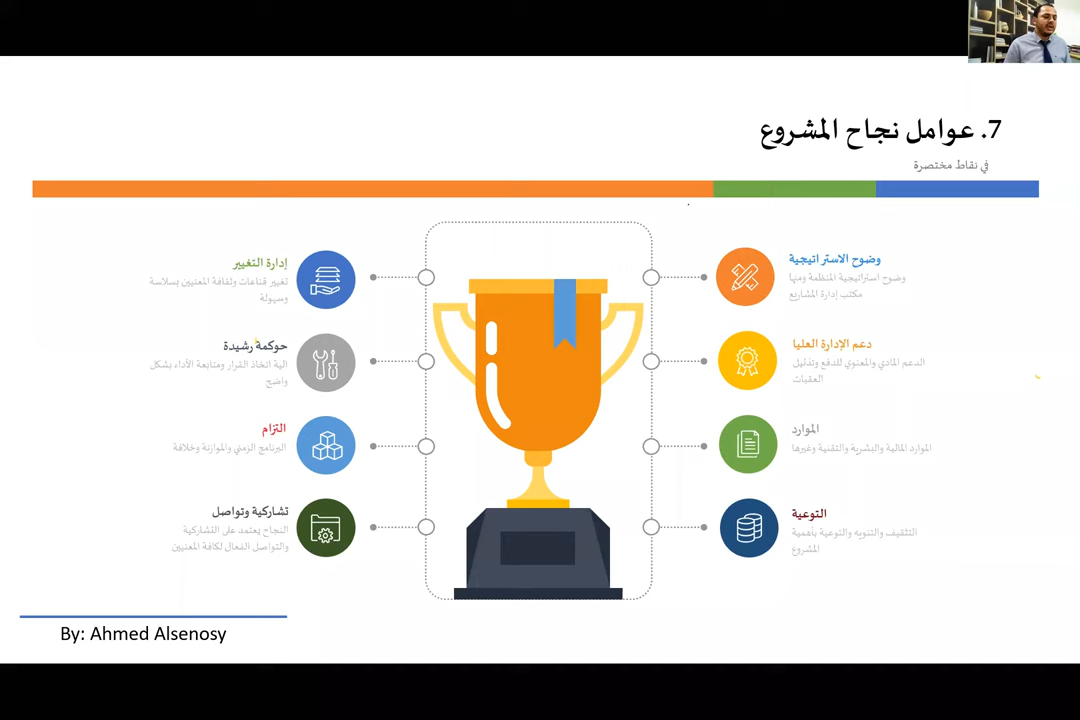 7. عوامل نجاح المشروع
في نقاط مختصرة
وضوح الاستراتيجية
وضوح استراتيجية المنظمة ومنها
مكتب إدارة المشاريع
دعم الإدارة العليا
الدعم المادي والمعنوي للدفع وتذليل
العقبات
الموارد
الموارد المالية والبشرية والتقنية وغيرها
التوعية
التثقيف والتنويه والتوعية بأهمية
المشروع
إدارة التغيير
تغيير قناعات وثقافة المعنيين بسلاسة
وسهولة
حوكمة رشيدة
الية اتخاذ القرار ومتابعة الأداء بشكل
واضح
التزام
البرنامج الزمني والموازنة وخلافة
تشاركية وتواصل
النجاح يعتمد على التشاركية
والتواصل الفعال لكافة المعنيين
By: Ahmed Alsenosy